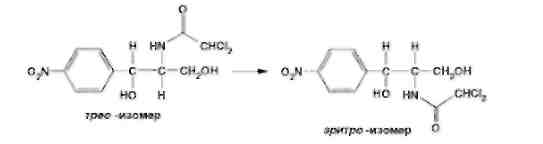 O
H HN CHCl₂
O₂N CH₂OH
HO H
трео -изомер
H H
O₂N CH₂OH
HO HN CHCl₂
O
эритро -изомер